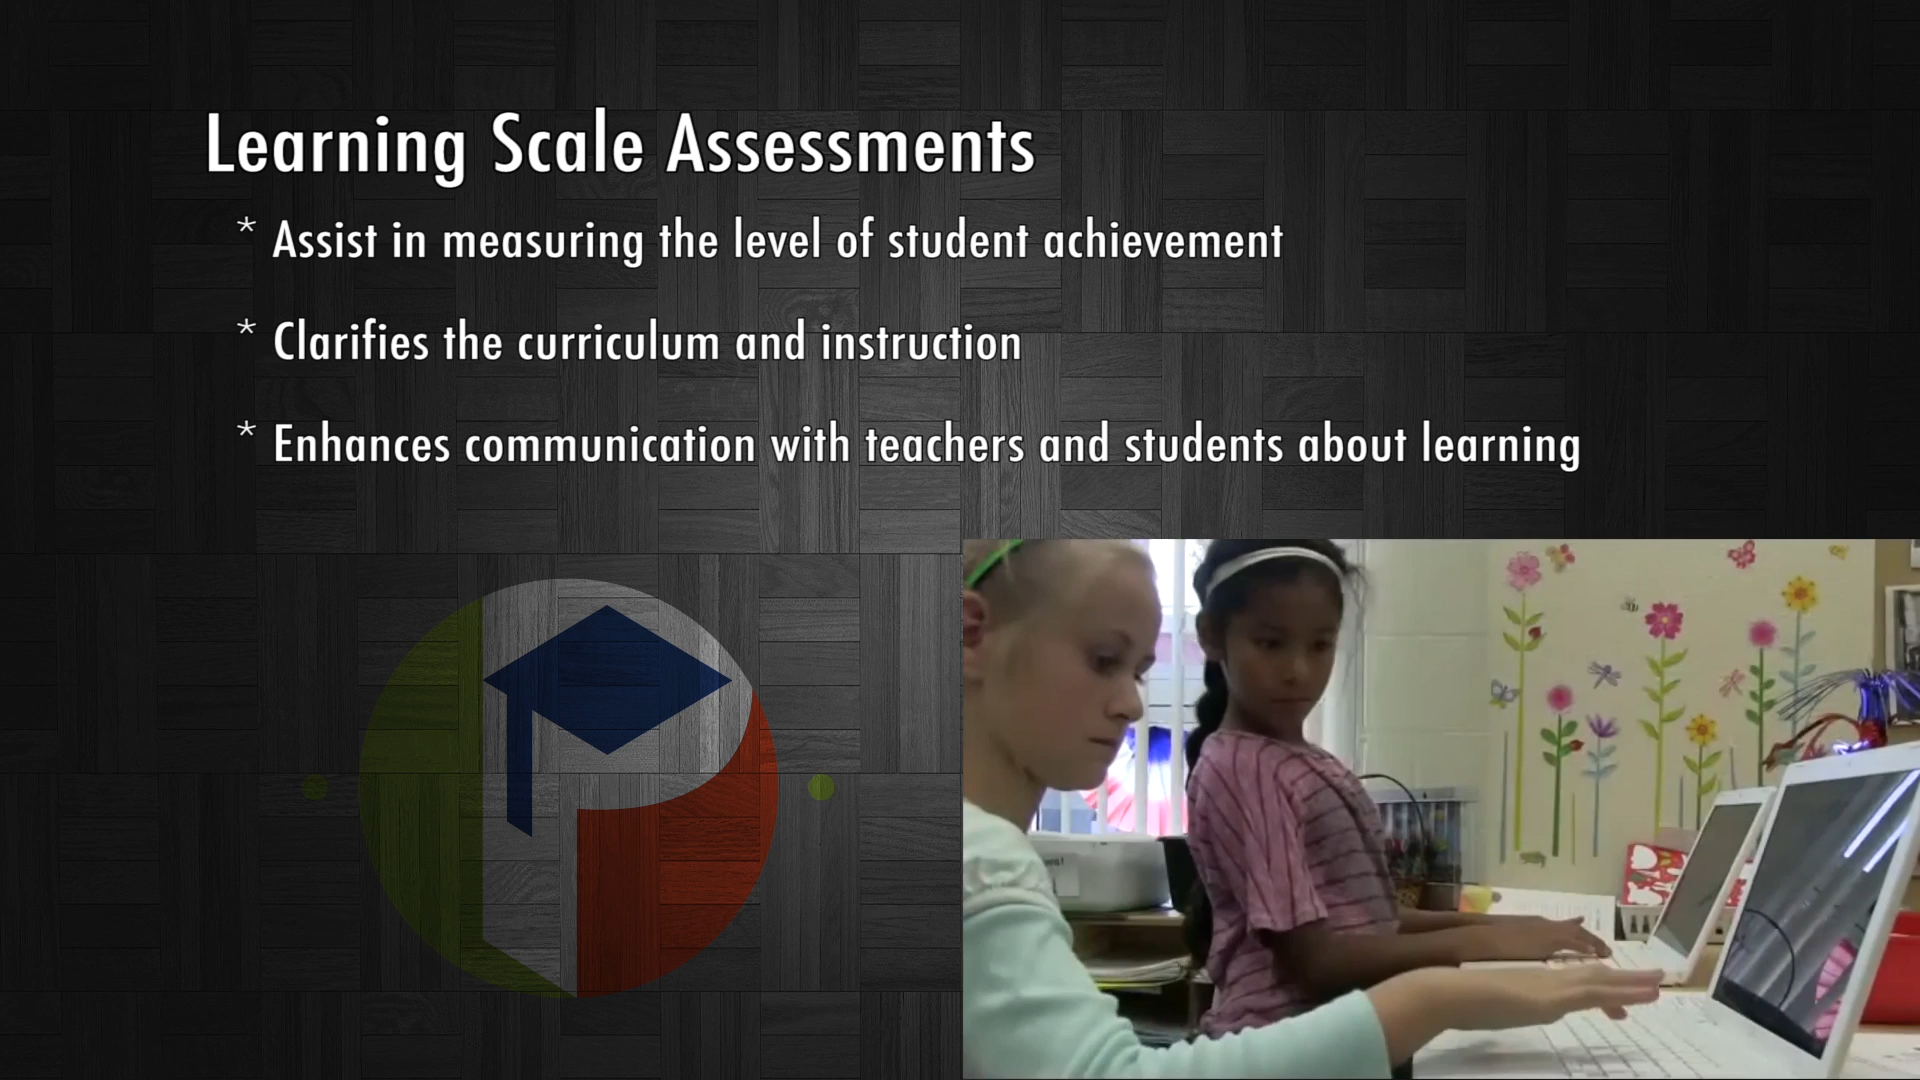 Learning Scale Assessments
* Assist in measuring the level of student achievement
* Clarifies the curriculum and instruction
* Enhances communication with teachers and students about learning